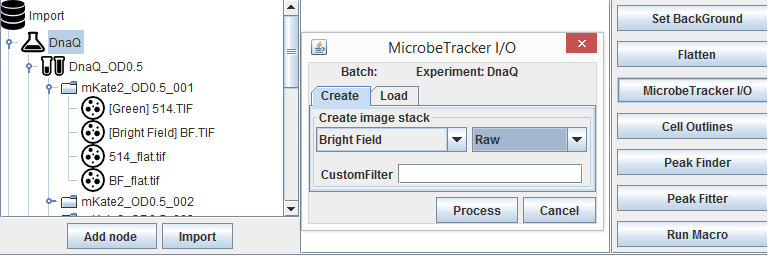 Import
DnaQ
DnaQ_OD0.5
mKate2_OD0.5_001
[Green] 514.TIF
[Bright Field] BF.TIF
514_flat.tif
BF_flat.tif
mKate2_OD0.5_002
Add node
Import
MicrobeTracker I/O
Batch: Experiment: DnaQ
Create Load
Create image stack
Bright Field Raw
CustomFilter
Process Cancel
Set BackGround
Flatten
MicrobeTracker I/O
Cell Outlines
Peak Finder
Peak Fitter
Run Macro